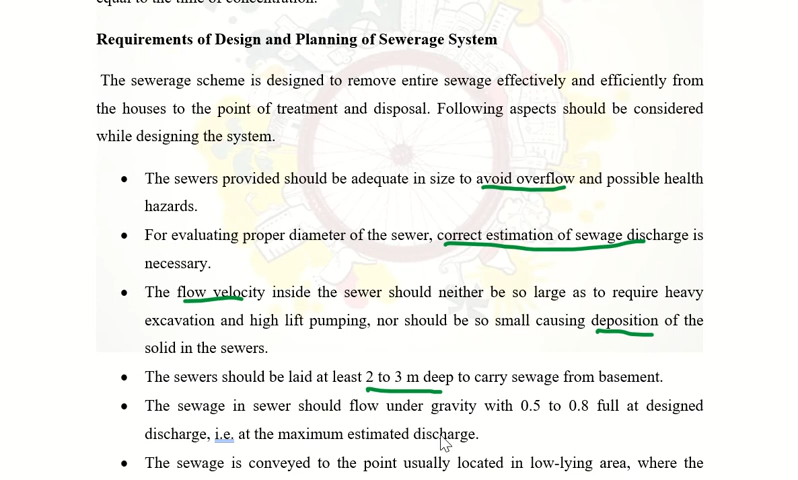 equal to the time of concentration.
Requirements of Design and Planning of Sewerage System
The sewerage scheme is designed to remove entire sewage effectively and efficiently from
the houses to the point of treatment and disposal. Following aspects should be considered
while designing the system.
• The sewers provided should be adequate in size to avoid overflow and possible health
hazards.
• For evaluating proper diameter of the sewer, correct estimation of sewage discharge is
necessary.
• The flow velocity inside the sewer should neither be so large as to require heavy
excavation and high lift pumping, nor should be so small causing deposition of the
solid in the sewers.
• The sewers should be laid at least 2 to 3 m deep to carry sewage from basement.
• The sewage in sewer should flow under gravity with 0.5 to 0.8 full at designed
discharge, i.e. at the maximum estimated discharge.
• The sewage is conveyed to the point usually located in low-lying area, where the